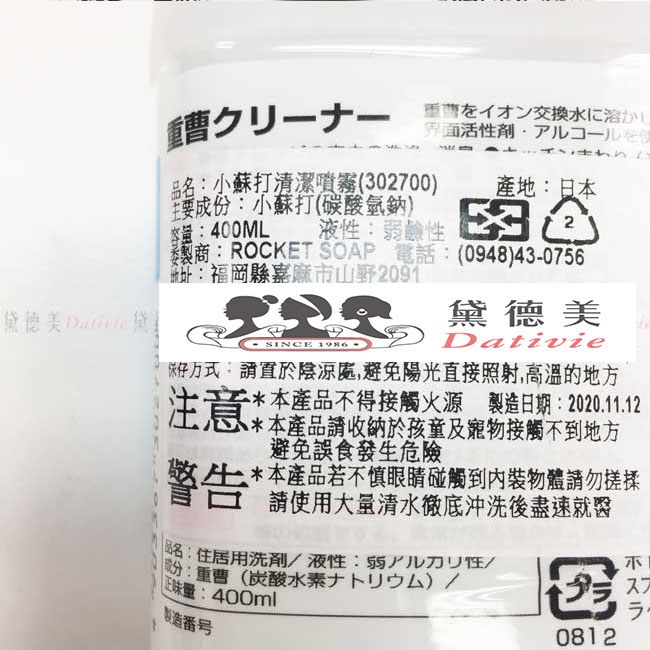 重曹クリーナー
重曹をイオン交換水に溶かし
界面活性剤・アルコールを使
品名：小蘇打清潔噴霧(302700)
產地：日本
主要成份：小蘇打(碳酸氫鈉)
容量：400ML 液性：弱鹼性
委製商：ROCKET SOAP 電話：(0948)43-0756
地址：福岡縣嘉麻市山野2091
2
黛德美
Dativie
SINCE 1986
黛德美Dativie
保存方式：請置於陰涼處,避免陽光直接照射,高溫的地方
注意
*本產品不得接觸火源 製造日期：2020.11.12
*本產品請收納於孩童及寵物接觸不到地方
避免誤食發生危險
警告
*本產品若不慎眼睛碰觸到內裝物體請勿搓揉
請使用大量清水徹底沖洗後盡速就醫
品名：住居用洗剤/液性：弱アルカリ性/
成分：重曹（炭酸水素ナトリウム）/
正味量：400ml
製造番号
プラ
0812